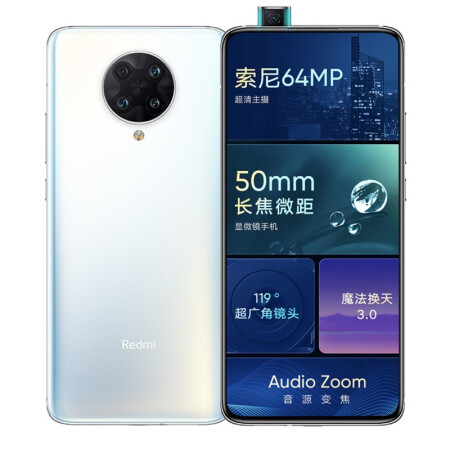 索尼64MP
超清主摄
50mm
长焦微距
显微镜手机
119°
超广角镜头
魔法换天
3.0
Redmi
Audio Zoom
音源变焦